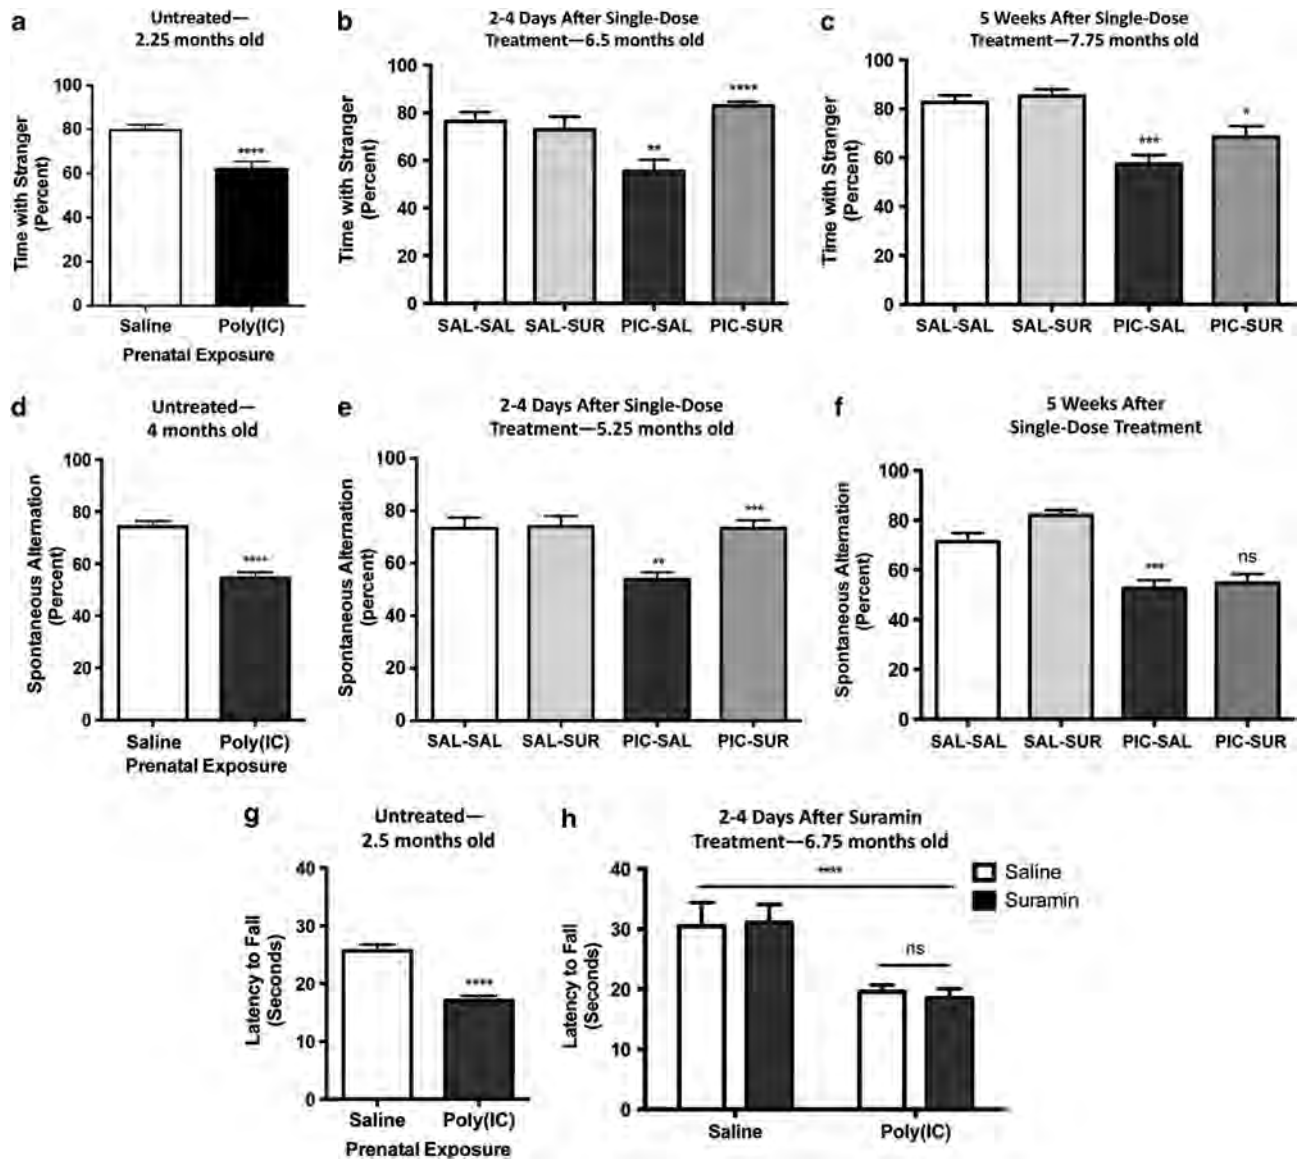 a
Untreated—
2.25 months old
Time with Stranger
(Percent)
100
80
60
40
20
0
****
Saline
Poly(IC)
Prenatal Exposure
b
2-4 Days After Single-Dose
Treatment—6.5 months old
Time with Stranger
(Percent)
100
80
60
40
20
0
**
****
SAL-SAL
SAL-SUR
PIC-SAL
PIC-SUR
c
5 Weeks After Single-Dose
Treatment—7.75 months old
Time with Stranger
(Percent)
100
80
60
40
20
0
***
*
SAL-SAL
SAL-SUR
PIC-SAL
PIC-SUR
d
Untreated—
4 months old
Spontaneous Alternation
(Percent)
100
80
60
40
20
0
****
Saline
Poly(IC)
Prenatal Exposure
e
2-4 Days After Single-Dose
Treatment—5.25 months old
Spontaneous Alternation
(percent)
100
80
60
40
20
0
**
***
SAL-SAL
SAL-SUR
PIC-SAL
PIC-SUR
f
5 Weeks After
Single-Dose Treatment
Spontaneous Alternation
(Percent)
100
80
60
40
20
0
***
ns
SAL-SAL
SAL-SUR
PIC-SAL
PIC-SUR
g
Untreated—
2.5 months old
Latency to Fall
(Seconds)
40
30
20
10
0
****
Saline
Poly(IC)
Prenatal Exposure
h
2-4 Days After Suramin
Treatment—6.75 months old
Latency to Fall
(Seconds)
40
30
20
10
0
****
ns
Saline
Suramin
Saline
Poly(IC)